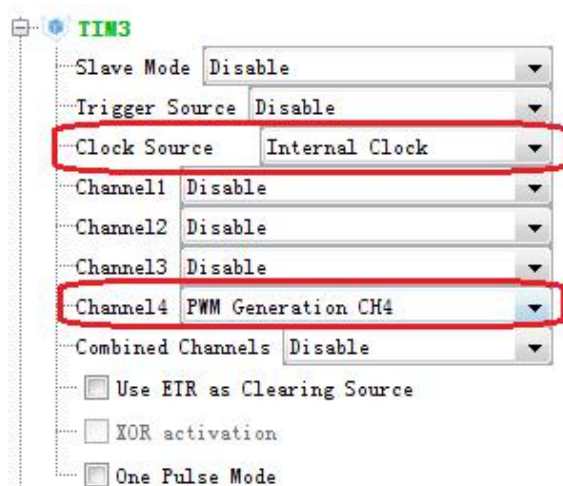 TIM3
Slave Mode Disable
Trigger Source Disable
Clock Source Internal Clock
Channel1 Disable
Channel2 Disable
Channel3 Disable
Channel4 PWM Generation CH4
Combined Channels Disable
Use ETR as Clearing Source
XOR activation
One Pulse Mode